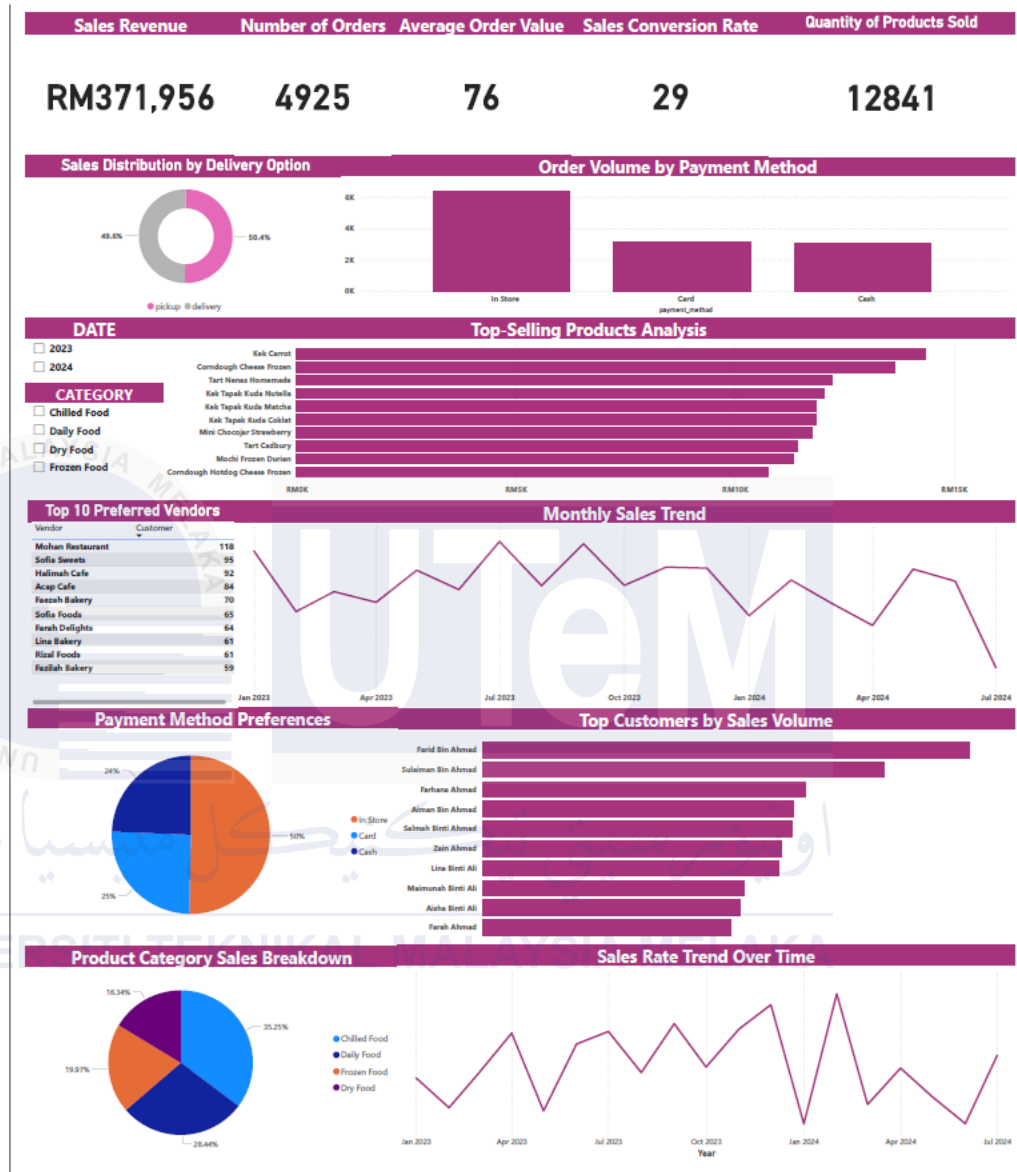 Sales Revenue
Number of Orders
Average Order Value
Sales Conversion Rate
Quantity of Products Sold
RM371,956
4925
76
29
12841
Sales Distribution by Delivery Option
49.6%
50.4%
pickup
delivery
Order Volume by Payment Method
6K
4K
2K
0K
In Store
Card
Cash
payment_method
DATE
2023
2024
CATEGORY
Chilled Food
Daily Food
Dry Food
Frozen Food
Top-Selling Products Analysis
Kek Carrot
Corndough Cheese Frozen
Tart Nanas Homemade
Kek Tapak Kuda Nutella
Kek Tapak Kuda Matcha
Kek Tapak Kuda Coklat
Mini Chocojar Strawberry
Tart Cadbury
Mochi Frozen Durian
Corndough Hotdog Cheese Frozen
RM0K
RM5K
RM10K
RM15K
Top 10 Preferred Vendors
Vendor Customer
Mohan Restaurant 118
Sofia Sweets 95
Halimah Cafe 92
Acap Cafe 84
Faezah Bakery 70
Sofia Foods 65
Farah Delights 64
Lina Bakery 61
Rizal Foods 61
Fazilah Bakery 59
Monthly Sales Trend
Jan 2023
Apr 2023
Jul 2023
Oct 2023
Jan 2024
Apr 2024
Jul 2024
UTeM
Payment Method Preferences
24%
50%
25%
In Store
Card
Cash
Top Customers by Sales Volume
Farid Bin Ahmad
Sulaiman Bin Ahmad
Farhana Ahmad
Aiman Bin Ahmad
Salmah Binti Ahmad
Zain Ahmad
Lina Binti Ali
Maimunah Binti Ali
Aisha Binti Ali
Farah Ahmad
Product Category Sales Breakdown
16.34%
35.25%
19.97%
28.44%
Chilled Food
Daily Food
Frozen Food
Dry Food
Sales Rate Trend Over Time
Jan 2023
Apr 2023
Jul 2023
Oct 2023
Jan 2024
Apr 2024
Jul 2024
Year